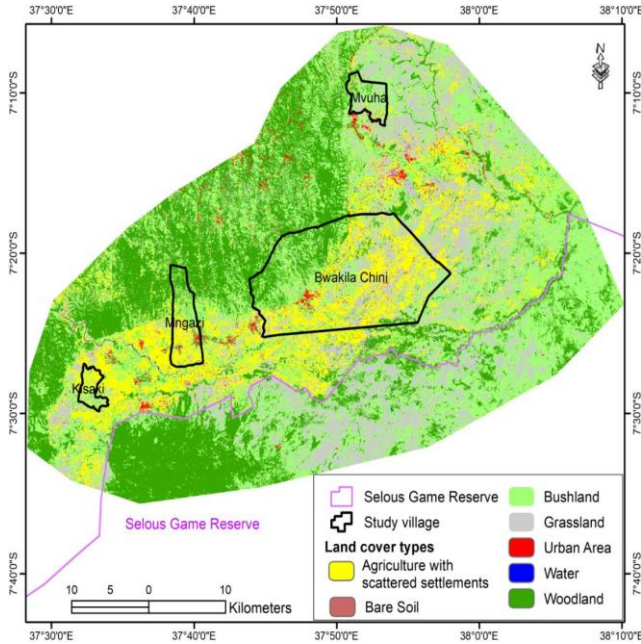 37°30'0"E 37°40'0"E 37°50'0"E 38°0'0"E 38°10'0"E
N
7°10'0"S 7°10'0"S
Mvuha
7°20'0"S 7°20'0"S
Bwakila Chini
Mngazi
Kisaki
7°30'0"S 7°30'0"S
Selous Game Reserve
Selous Game Reserve
Study village
Land cover types
Agriculture with
scattered settlements
Bare Soil
Bushland
Grassland
Urban Area
Water
Woodland
7°40'0"S 7°40'0"S
10 5 0 10
Kilometers
37°30'0"E 37°40'0"E 37°50'0"E 38°0'0"E 38°10'0"E